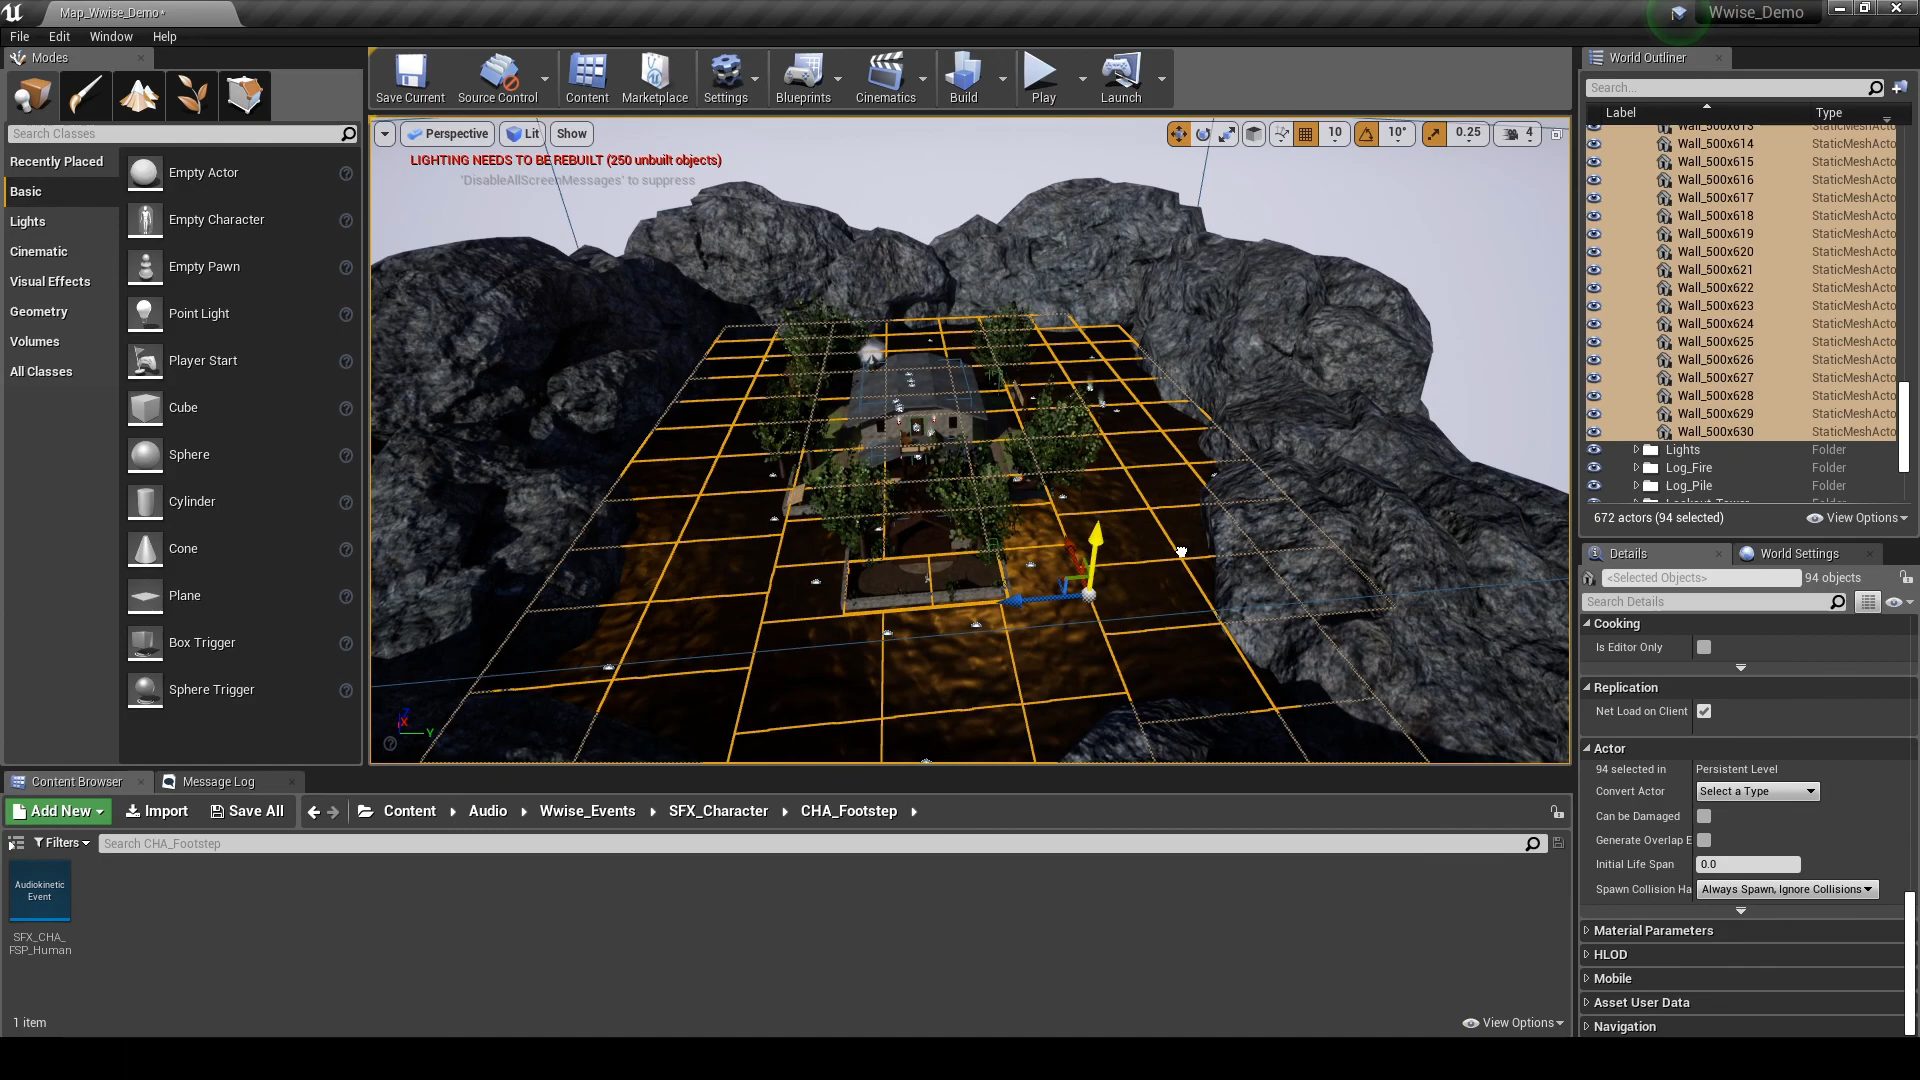 Map_Wwise_Demo*
Wwise_Demo
File Edit Window Help
Modes
Search Classes
Recently Placed
Basic
Lights
Cinematic
Visual Effects
Geometry
Volumes
All Classes
Empty Actor
Empty Character
Empty Pawn
Point Light
Player Start
Cube
Sphere
Cylinder
Cone
Plane
Box Trigger
Sphere Trigger
Save Current Source Control Content Marketplace Settings Blueprints Cinematics Build Play Launch
Perspective Lit Show
10 10° 0.25 4
LIGHTING NEEDS TO BE REBUILT (250 unbuilt objects)
'DisableAllScreenMessages' to suppress
Z
X
Y
World Outliner
Search...
Label Type
Wall_500x613 StaticMeshActo
Wall_500x614 StaticMeshActo
Wall_500x615 StaticMeshActo
Wall_500x616 StaticMeshActo
Wall_500x617 StaticMeshActo
Wall_500x618 StaticMeshActo
Wall_500x619 StaticMeshActo
Wall_500x620 StaticMeshActo
Wall_500x621 StaticMeshActo
Wall_500x622 StaticMeshActo
Wall_500x623 StaticMeshActo
Wall_500x624 StaticMeshActo
Wall_500x625 StaticMeshActo
Wall_500x626 StaticMeshActo
Wall_500x627 StaticMeshActo
Wall_500x628 StaticMeshActo
Wall_500x629 StaticMeshActo
Wall_500x630 StaticMeshActo
Lights Folder
Log_Fire Folder
Log_Pile Folder
672 actors (94 selected) View Options
Details World Settings
<Selected Objects> 94 objects
Search Details
Cooking
Is Editor Only
Replication
Net Load on Client
Actor
94 selected in Persistent Level
Convert Actor Select a Type
Can be Damaged
Generate Overlap E
Initial Life Span 0.0
Spawn Collision Ha Always Spawn, Ignore Collisions
Material Parameters
HLOD
Mobile
Asset User Data
Navigation
Content Browser Message Log
Add New Import Save All Content Audio Wwise_Events SFX_Character CHA_Footstep
Filters Search CHA_Footstep
Audiokinetic
Event
SFX_CHA_
FSP_Human
1 item View Options